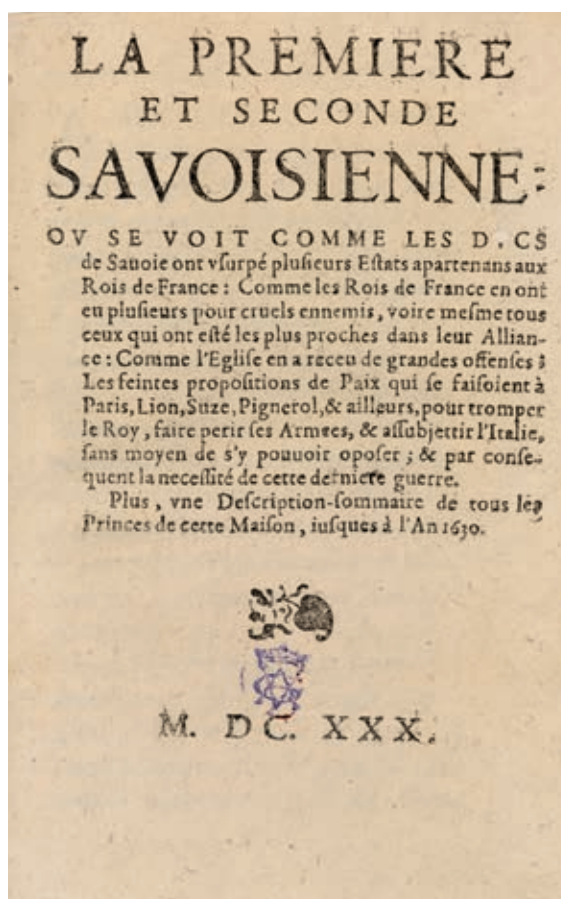 LA PREMIERE
ET SECONDE
SAVOISIENNE:
OV SE VOIT COMME LES D.CS
de Sauoie ont vſurpé pluſieurs Eſtats apartenans aux
Rois de France : Comme les Rois de France en ont
eu pluſieurs pour cruels ennemis, voire meſme tous
ceux qui ont eſté les plus proches dans leur Allian-
ce : Comme l'Egliſe en a receu de grandes offenſes :
Les feintes propoſitions de Paix qui ſe faiſoient à
Paris, Lion, Suze, Pignerol, & ailleurs, pour tromper
le Roy, faire perir ſes Armees, & aſſubjettir l'Italie,
ſans moyen de s'y pouuoir opoſer ; & par conſe-
quent la neceſſité de cette derniere guerre.
Plus, vne Deſcription-ſommaire de tous les
Princes de cette Maiſon, iuſques à l'An 1630.
M. DC. XXX.